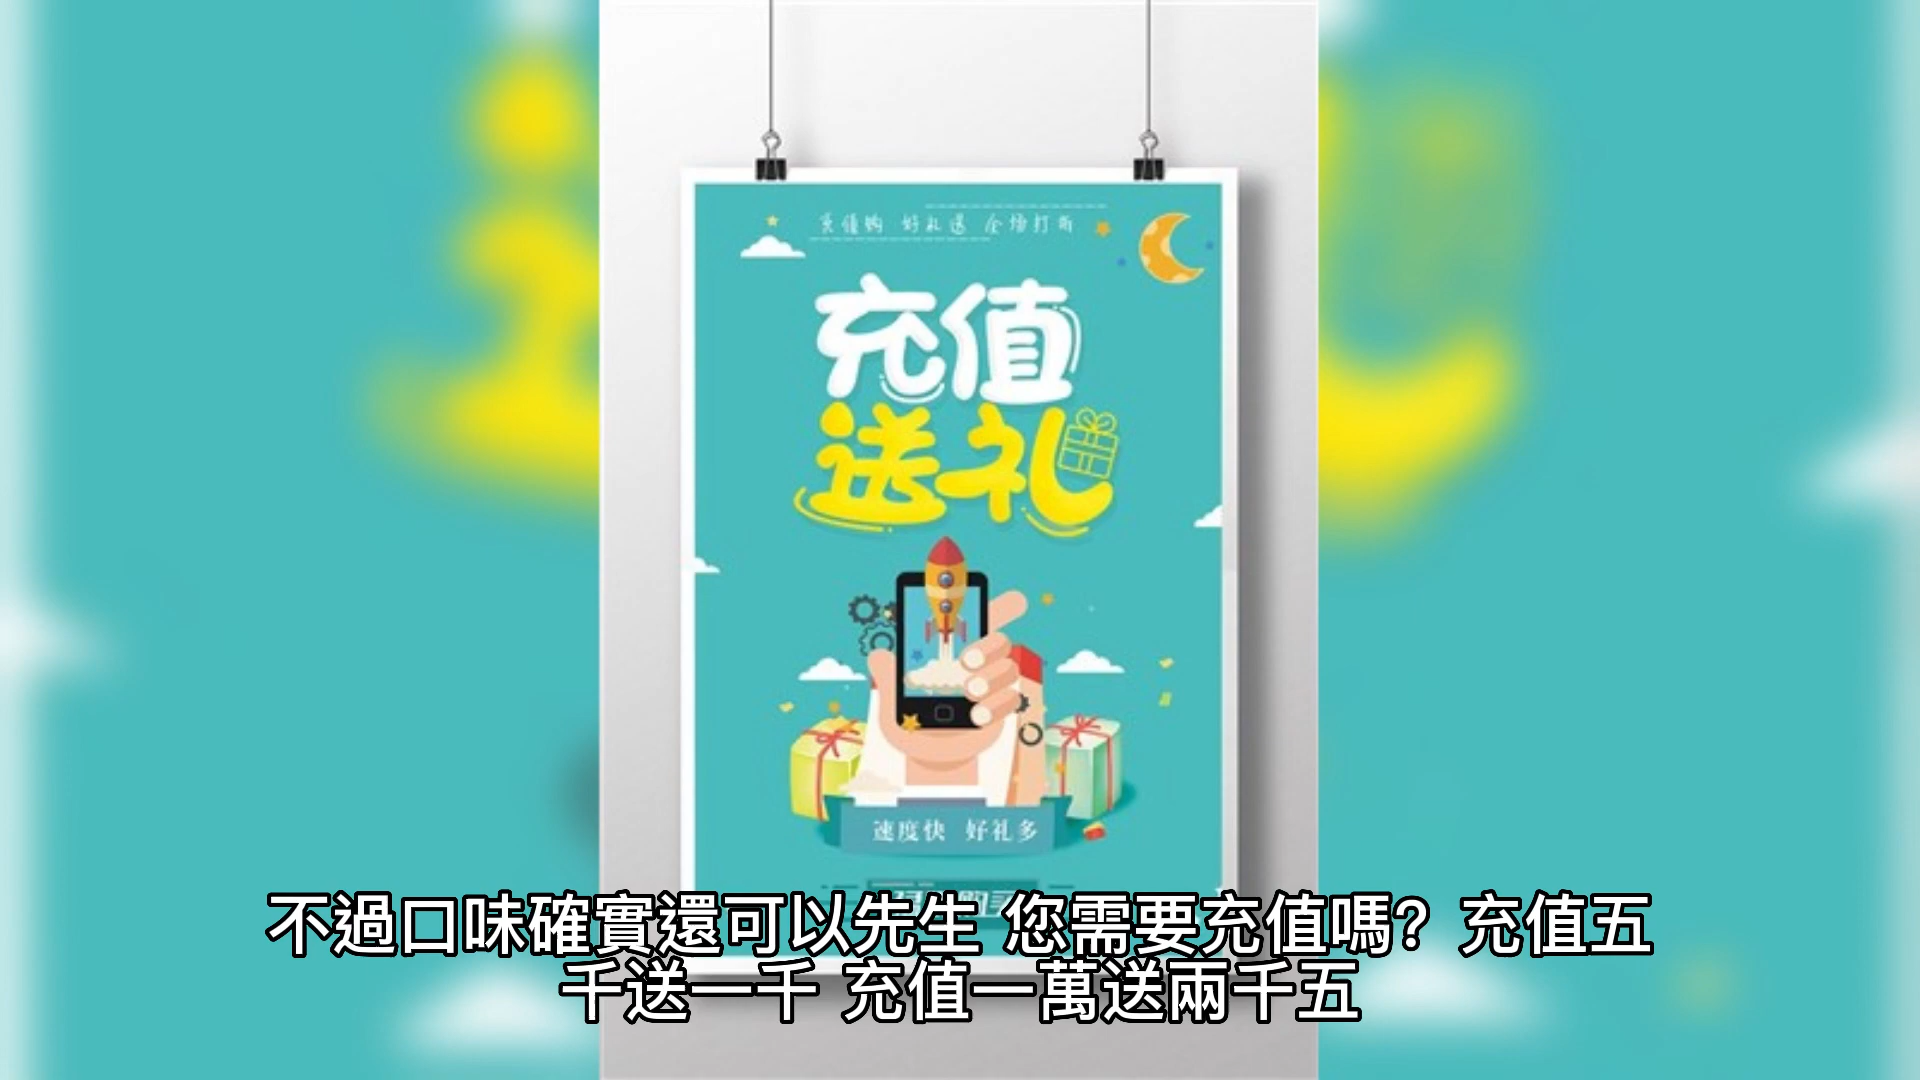 充值购 好礼送 全场打折
充值
送礼
速度快 好礼多
不過口味確實還可以先生 您需要充值嗎？充值五
千送一千 充值一萬送兩千五